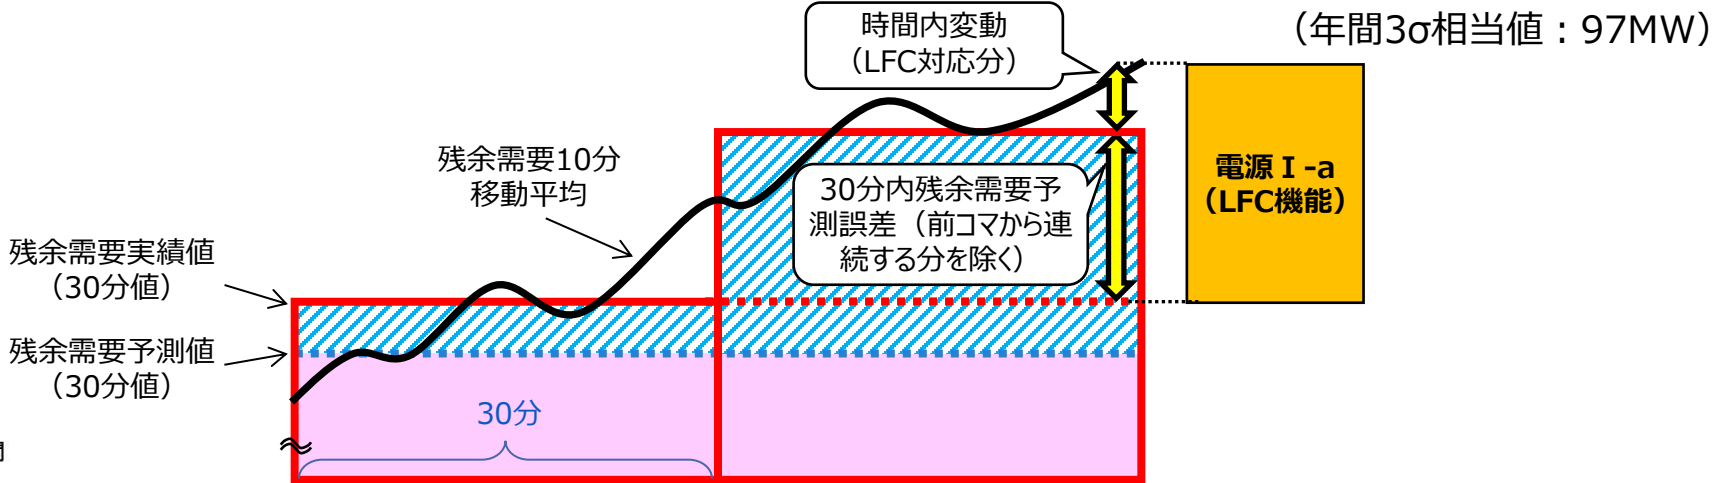 (年間3σ相当値：97MW)
時間内変動
(LFC対応分)
残余需要10分
移動平均
30分内残余需要予
測誤差（前コマから連
続する分を除く）
電源Ⅰ-a
(LFC機能)
残余需要実績値
（30分値）
残余需要予測値
（30分値）
30分